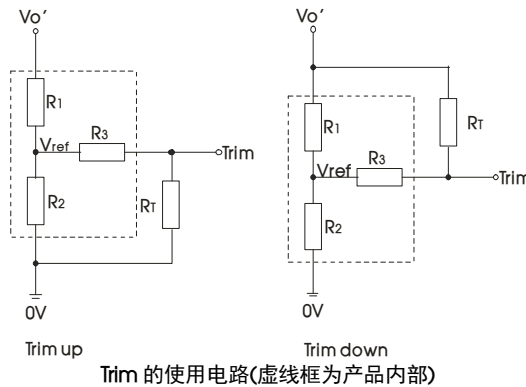 Vo'
R1
Vref
R3
Trim
R2
RT
0V
Trim up
Vo'
R1
RT
Vref
R3
Trim
R2
0V
Trim down
Trim 的使用电路(虚线框为产品内部)